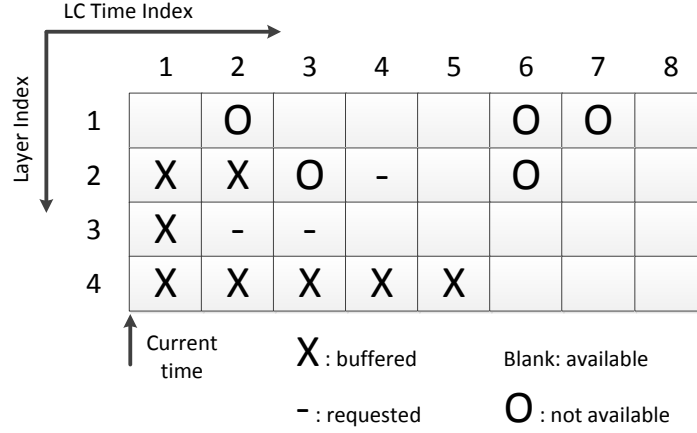 LC Time Index
Layer Index
1 2 3 4 5 6 7 8
1 O O O
2 X X O - O
3 X - -
4 X X X X X
Current
time
X : buffered
Blank: available
- : requested
O : not available